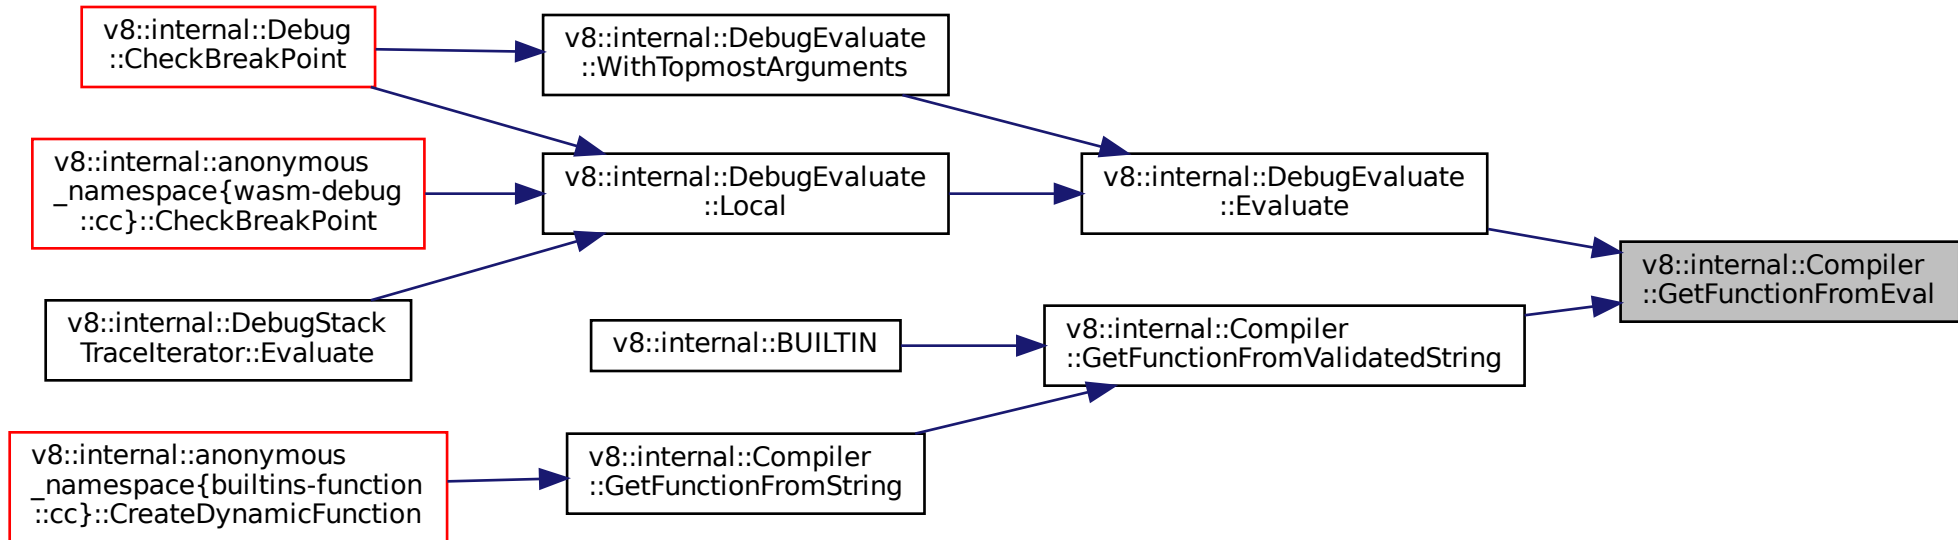 v8::internal::Debug
::CheckBreakPoint
v8::internal::DebugEvaluate
::WithTopmostArguments
v8::internal::anonymous
_namespace{wasm-debug
::cc}::CheckBreakPoint
v8::internal::DebugEvaluate
::Local
v8::internal::DebugEvaluate
::Evaluate
v8::internal::Compiler
::GetFunctionFromEval
v8::internal::DebugStack
TraceIterator::Evaluate
v8::internal::BUILTIN
v8::internal::Compiler
::GetFunctionFromValidatedString
v8::internal::anonymous
_namespace{builtins-function
::cc}::CreateDynamicFunction
v8::internal::Compiler
::GetFunctionFromString